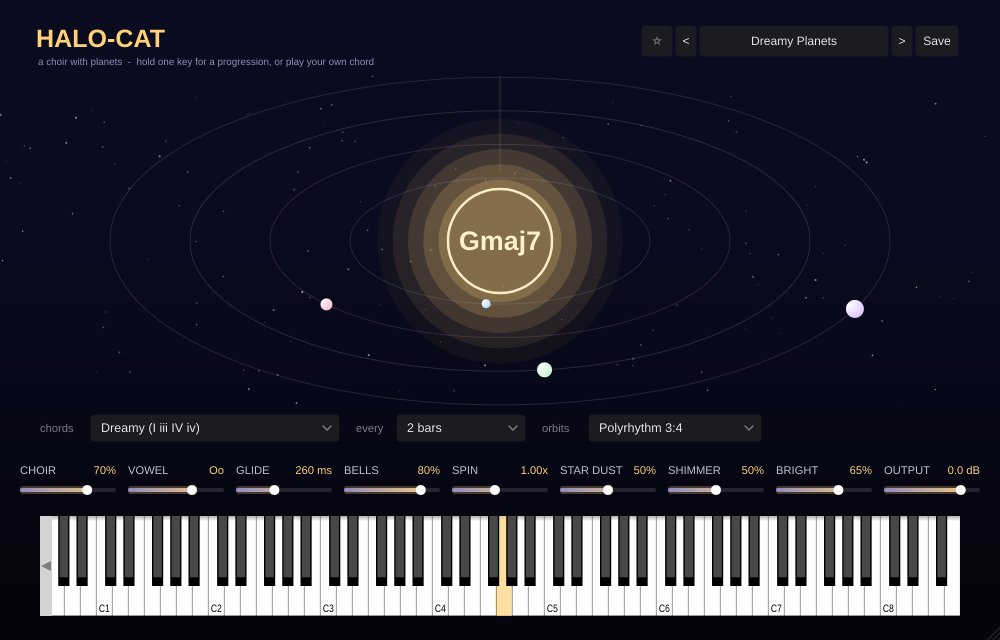 HALO-CAT
☆ < Dreamy Planets > Save
a choir with planets - hold one key for a progression, or play your own chord
Gmaj7
chords Dreamy (I iii IV iv) every 2 bars orbits Polyrhythm 3:4
CHOIR 70% VOWEL Oo GLIDE 260 ms BELLS 80% SPIN 1.00x STAR DUST 50% SHIMMER 50% BRIGHT 65% OUTPUT 0.0 dB
C1 C2 C3 C4 C5 C6 C7 C8